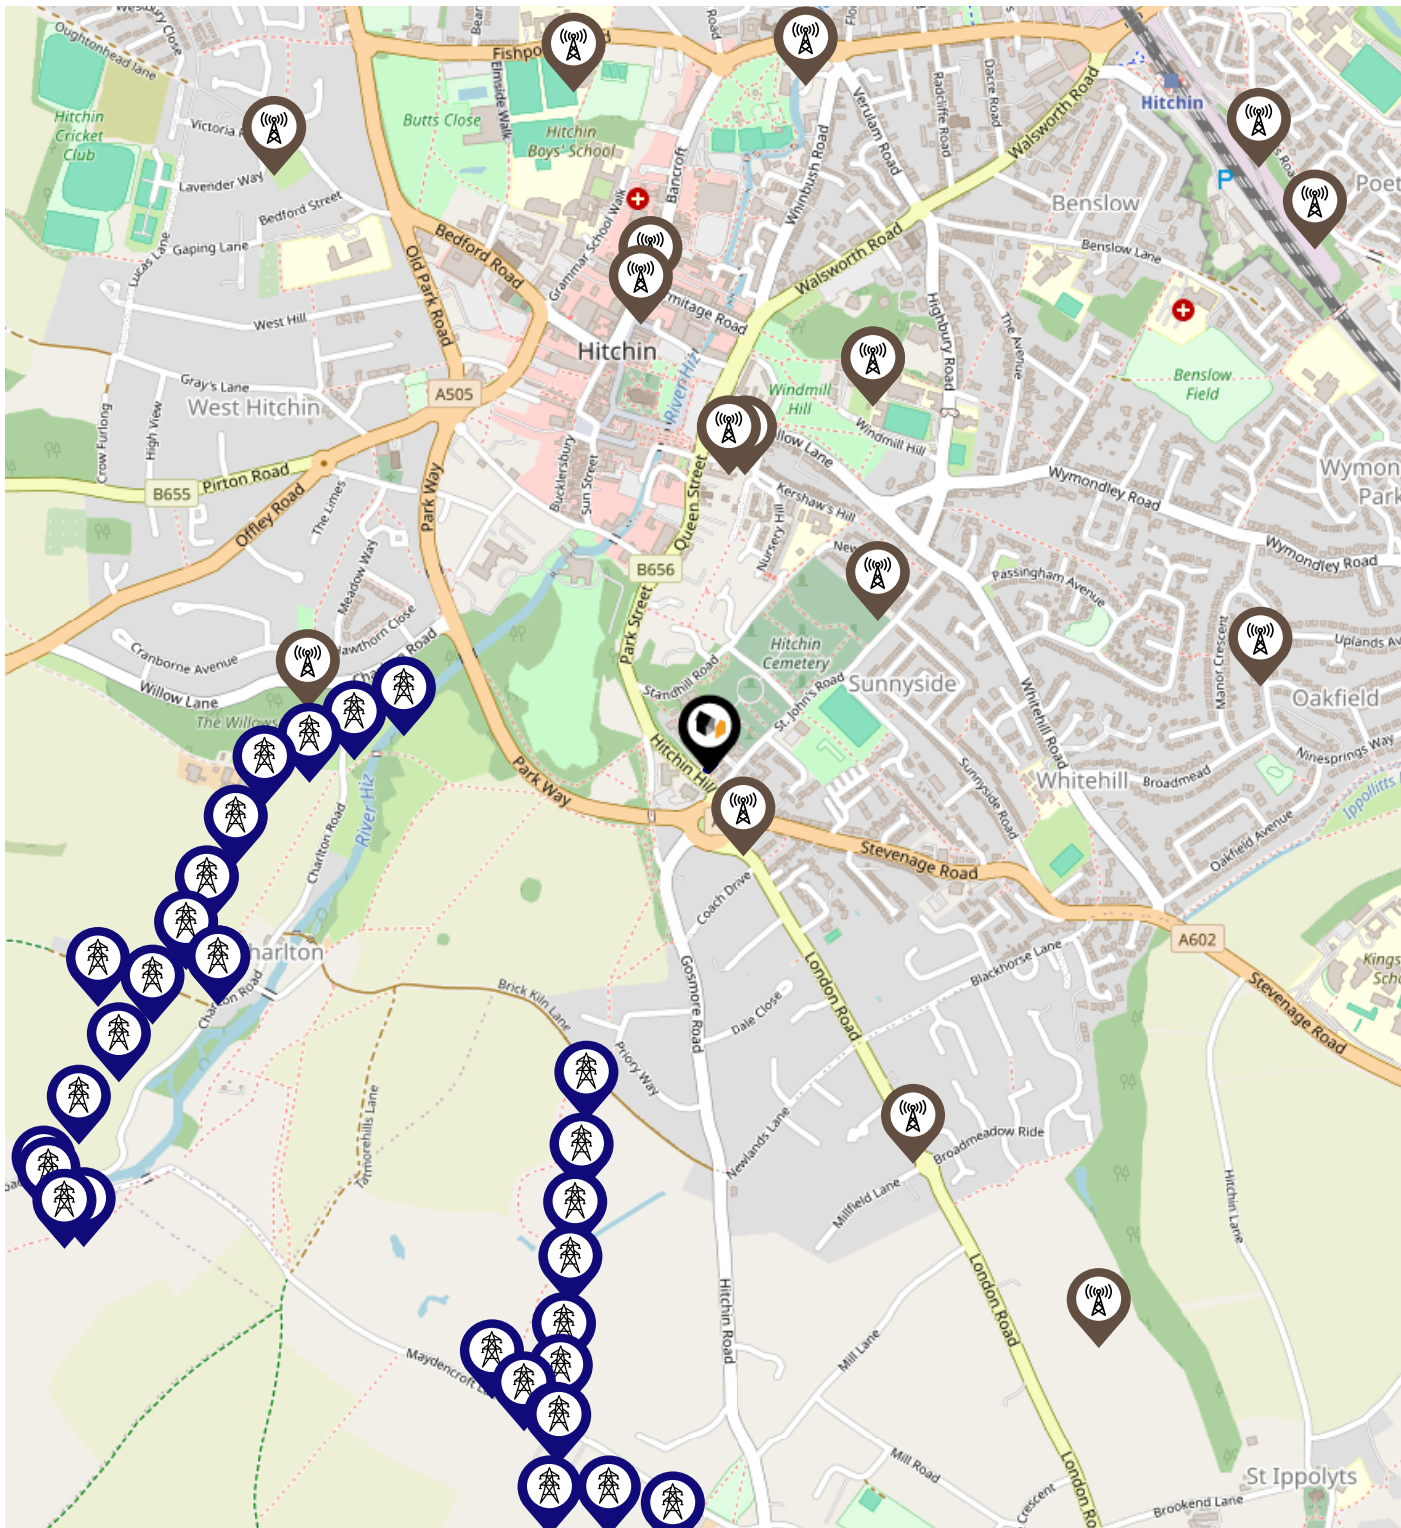 Westbury Close
Oughtonhead lane
Hitchin
Cricket
Club
Victoria
Lavender Way
Bedford Street
Lucas Lane
Gaping Lane
West Hill
Gray's Lane
West Hitchin
Crow Furlong
High View
B655
Pirton Road
Offley Road
The Limes
Old Park Road
Bedford Road
A505
Park Way
Butts Close
Elmside Walk
Hitchin
Boys' School
Grammar School Walk
Bancroft
Road
Hitchin
Bucklersbury
Sun Street
River Hiz
Queen Street
B656
Park Street
Whinbush Road
Verulam Road
Radcliffe Road
Dacre Road
Walsworth Road
Walsworth Road
Hitchin
P
Benslow
Benslow Lane
Highbury Road
The Avenue
Benslow
Field
Windmill
Hill
Windmill Hill
Kershaw's Hill
Nursery Hill
Wymondley Road
Wymondley Road
Passingham Avenue
Manor Crescent
Oakfield
Ninesprings Way
Broadmead
Oakfield Avenue
Whitehill Road
Whitehill
Sunnyside Road
Sunnyside
Hitchin
Cemetery
Standhill Road
St. John's Road
Hitchin Hill
Meadow Way
Cranborne Avenue
Willow Lane
The Willows
Park Way
River Hiz
Charlton Road
Stevenage Road
Coach Drive
A602
Stevenage Road
Blackhorse Lane
London Road
Dale Close
Gosmore Road
Brick Kiln Lane
Priory Way
Tatmorehills Lane
Newlands Lane
Broadmeadow Ride
Millfield Lane
Hitchin Lane
London Road
Hitchin Road
Mill Lane
Mill Road
London Ro
Crescent
St Ippolyts
Brookend Lane